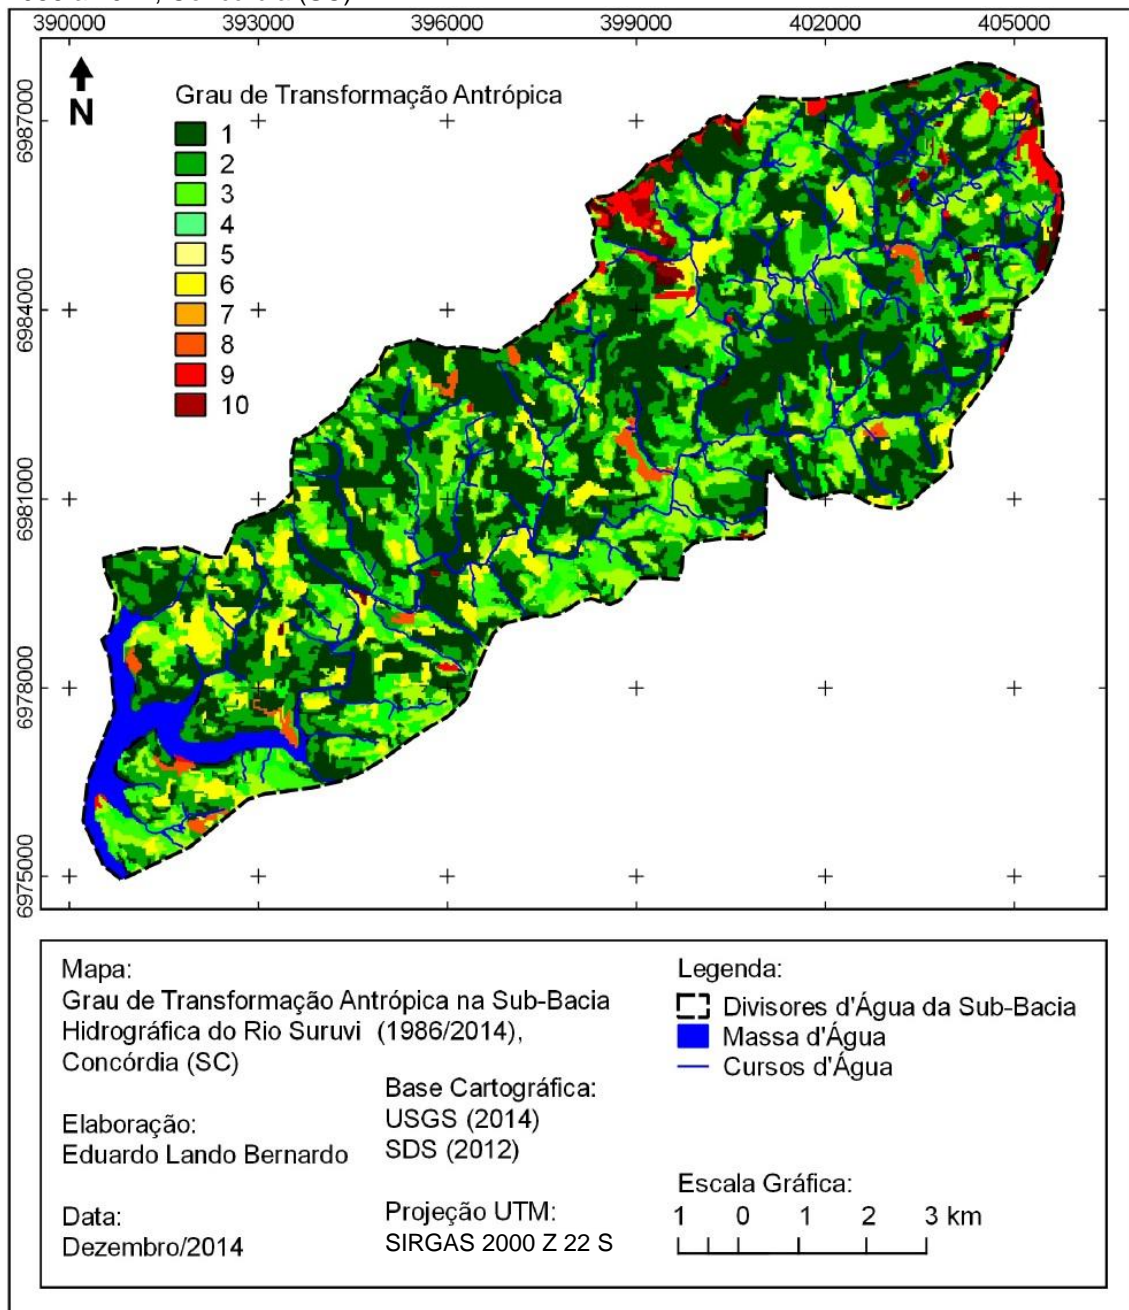 390000 393000 396000 399000 402000 405000
N
Grau de Transformação Antrópica
1
2
3
4
5
6
7
8
9
10
6987000
6984000
6981000
6978000
6975000
Mapa:
Grau de Transformação Antrópica na Sub-Bacia
Hidrográfica do Rio Suruvi (1986/2014),
Concórdia (SC)
Elaboração:
Eduardo Lando Bernardo
Data:
Dezembro/2014
Base Cartográfica:
USGS (2014)
SDS (2012)
Projeção UTM:
SIRGAS 2000 Z 22 S
Legenda:
Divisores d'Água da Sub-Bacia
Massa d'Água
Cursos d'Água
Escala Gráfica:
1 0 1 2 3 km